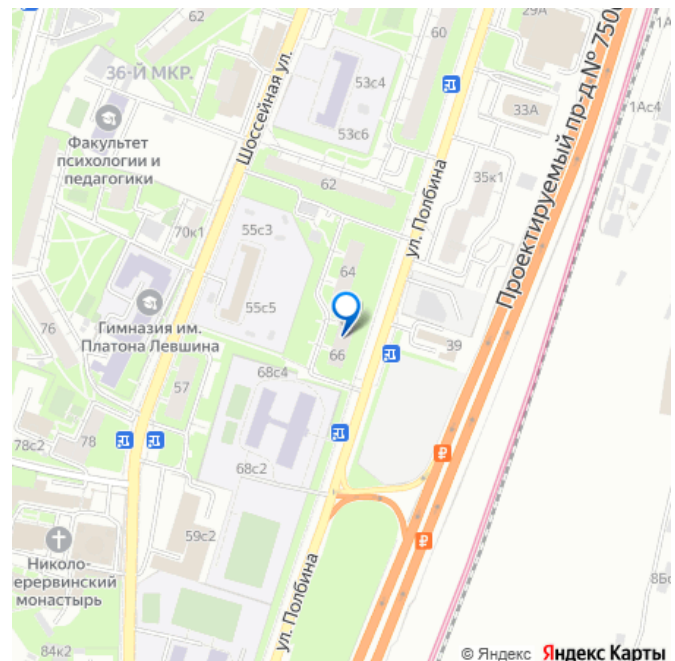 62
60
29А
1А
36-Й МКР.
53с4
Проектируемый пр-д № 750
1Ас4
33А
Шоссейная ул.
53с6
Факультет
психологии и
педагогики
62
35к1
ул. Полбина
70к1
55с3
64
55с5
76
Гимназия им.
Платона Левшина
39
66
68с4
57
78с2
78
68с2
59с2
Николо-
ерервинский
монастырь
ул. Полбина
84к2
© Яндекс Яндекс Карты